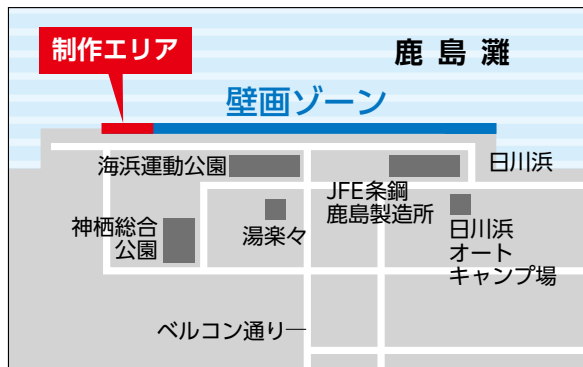 制作エリア
鹿島灘
壁画ゾーン
海浜運動公園
日川浜
JFE条鋼
鹿島製造所
神栖総合
公園
湯楽々
日川浜
オート
キャンプ場
ベルコン通り